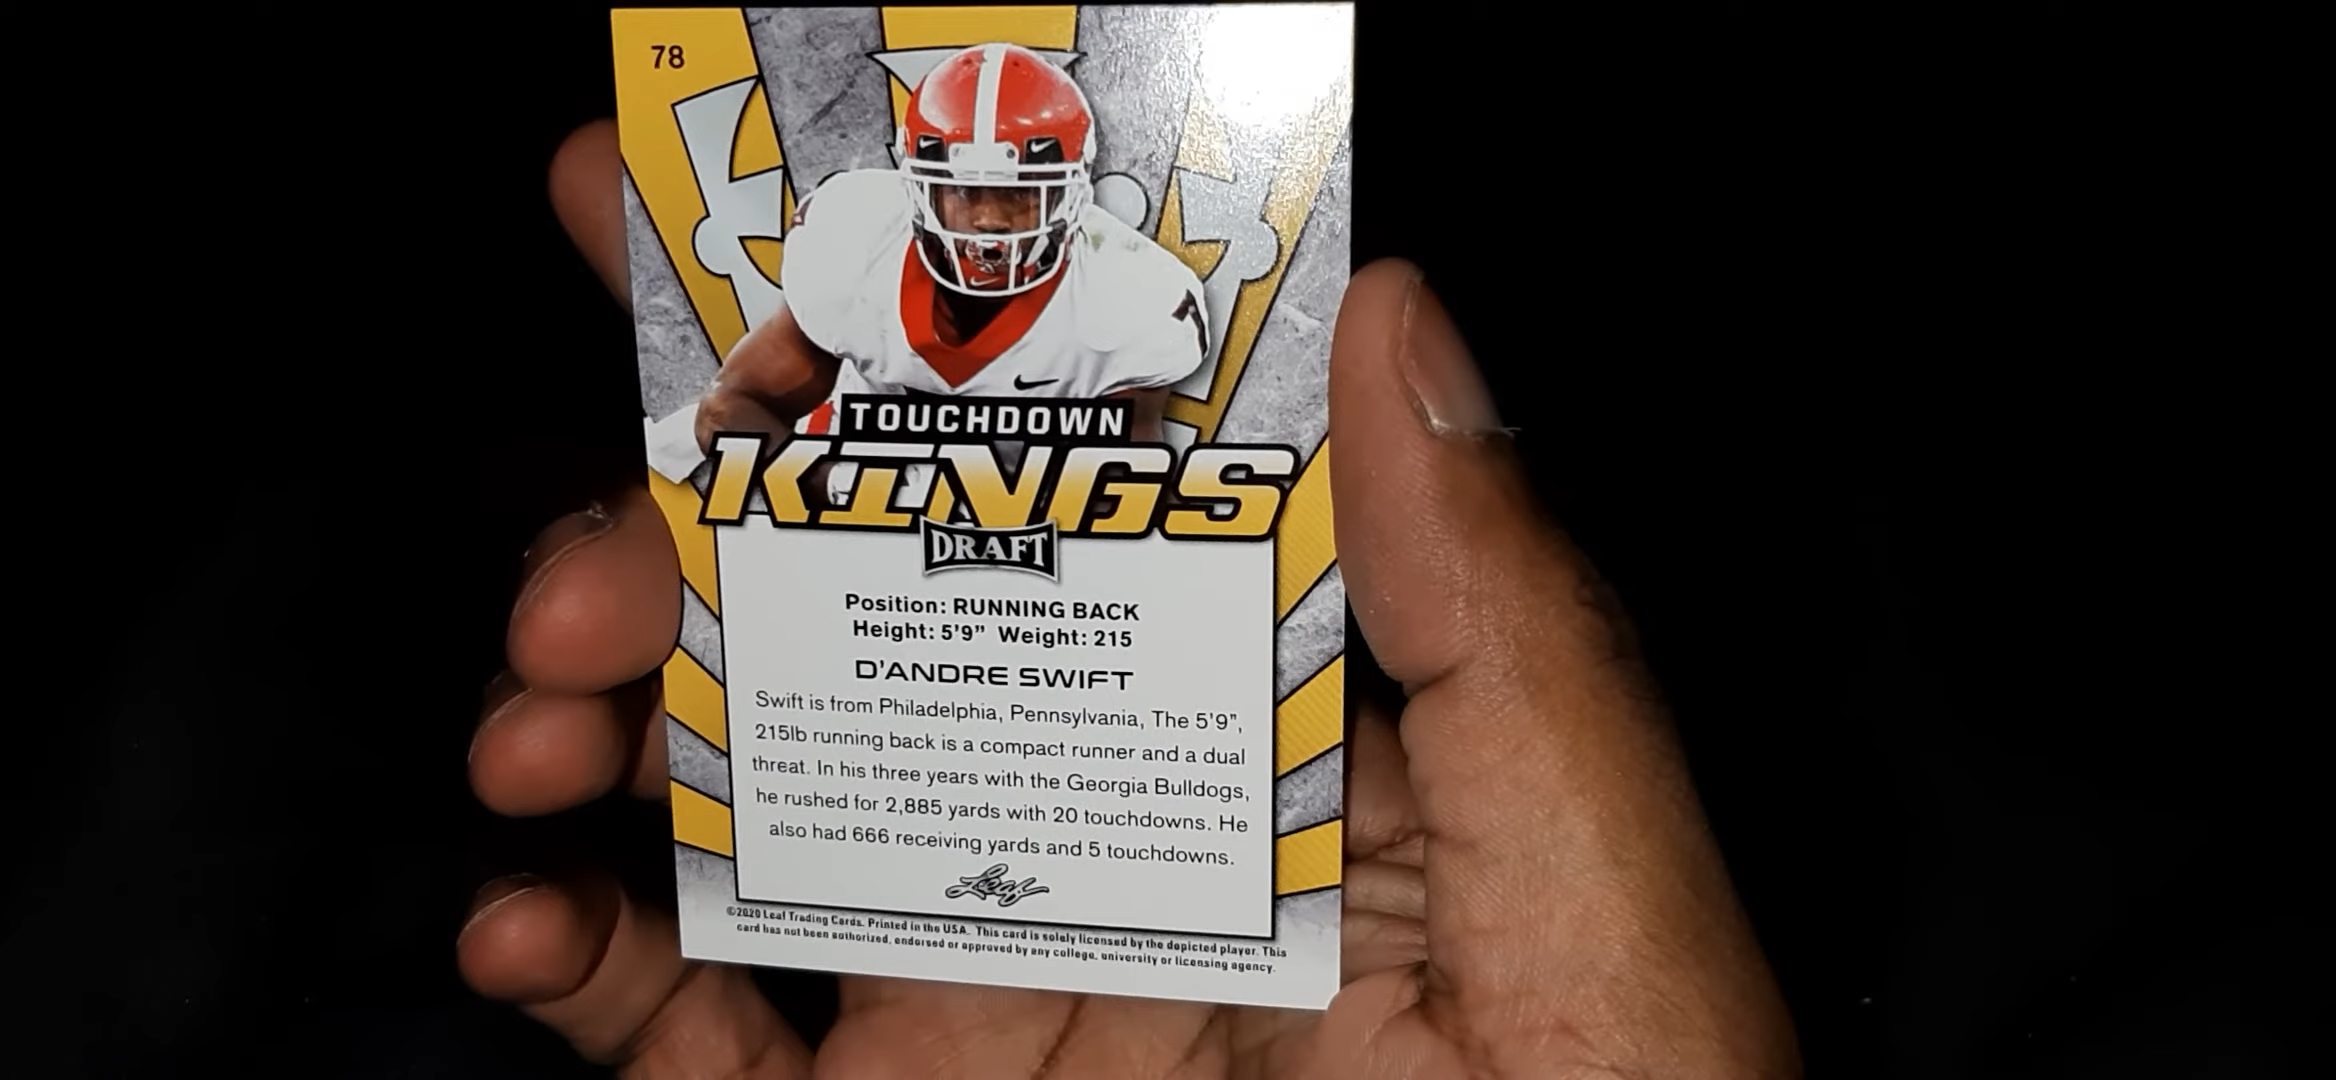 78
7
TOUCHDOWN
KINGS
DRAFT
Position: RUNNING BACK
Height: 5'9” Weight: 215
D'ANDRE SWIFT
Swift is from Philadelphia, Pennsylvania, The 5'9”,
215lb running back is a compact runner and a dual
threat. In his three years with the Georgia Bulldogs,
he rushed for 2,885 yards with 20 touchdowns. He
also had 666 receiving yards and 5 touchdowns.
Leaf
©2020 Leaf Trading Cards. Printed in the USA. This card is solely licensed by the depicted player. This
card has not been authorized, endorsed or approved by any college, university or licensing agency.